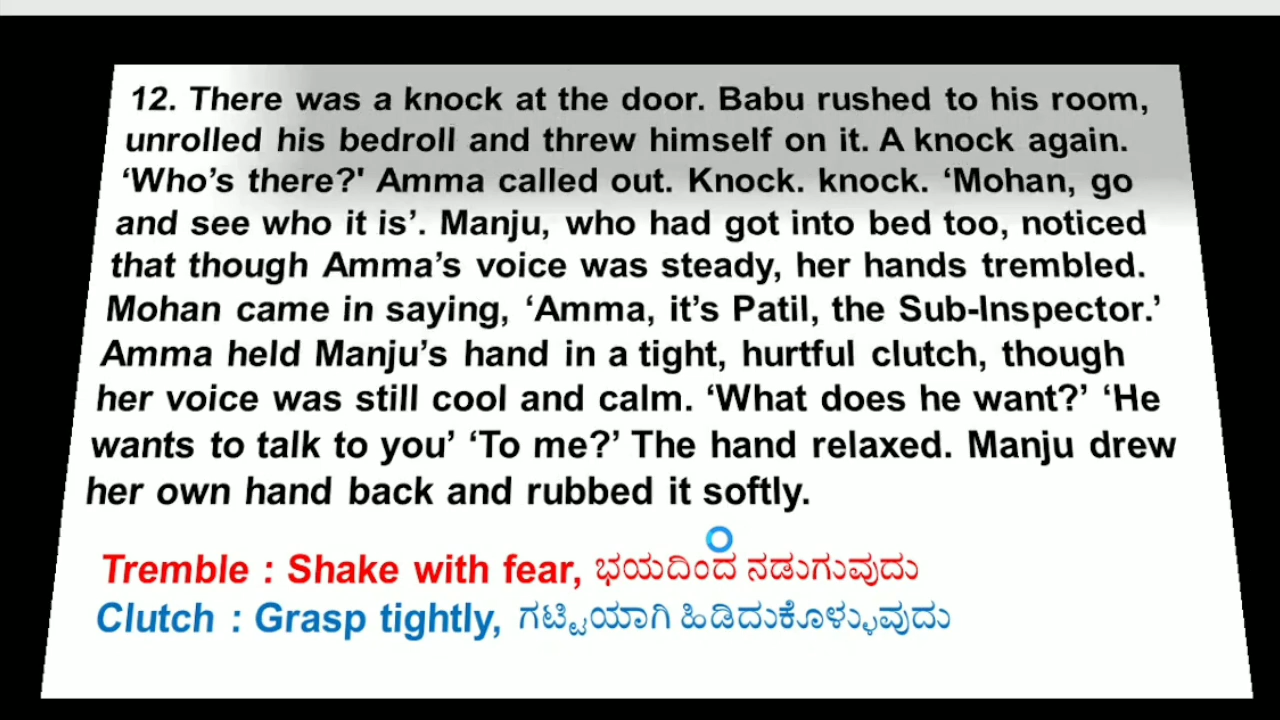 12. There was a knock at the door. Babu rushed to his room,
unrolled his bedroll and threw himself on it. A knock again.
‘Who’s there?' Amma called out. Knock. knock. ‘Mohan, go
and see who it is’. Manju, who had got into bed too, noticed
that though Amma’s voice was steady, her hands trembled.
Mohan came in saying, ‘Amma, it’s Patil, the Sub-Inspector.’
Amma held Manju’s hand in a tight, hurtful clutch, though
her voice was still cool and calm. ‘What does he want?’ ‘He
wants to talk to you’ ‘To me?’ The hand relaxed. Manju drew
her own hand back and rubbed it softly.
Tremble : Shake with fear, ಭಯದಿಂದ ನಡುಗುವುದು
Clutch : Grasp tightly, ಗಟ್ಟಿಯಾಗಿ ಹಿಡಿದುಕೊಳ್ಳುವುದು